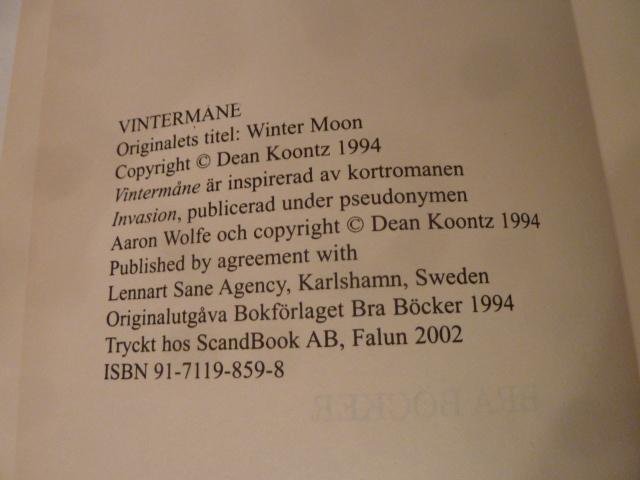 VINTERMÅNE
Originalets titel: Winter Moon
Copyright © Dean Koontz 1994
Vintermåne är inspirerad av kortromanen
Invasion, publicerad under pseudonymen
Aaron Wolfe och copyright © Dean Koontz 1994
Published by agreement with
Lennart Sane Agency, Karlshamn, Sweden
Originalutgåva Bokförlaget Bra Böcker 1994
Tryckt hos ScandBook AB, Falun 2002
ISBN 91-7119-859-8
BRA BÖCKER